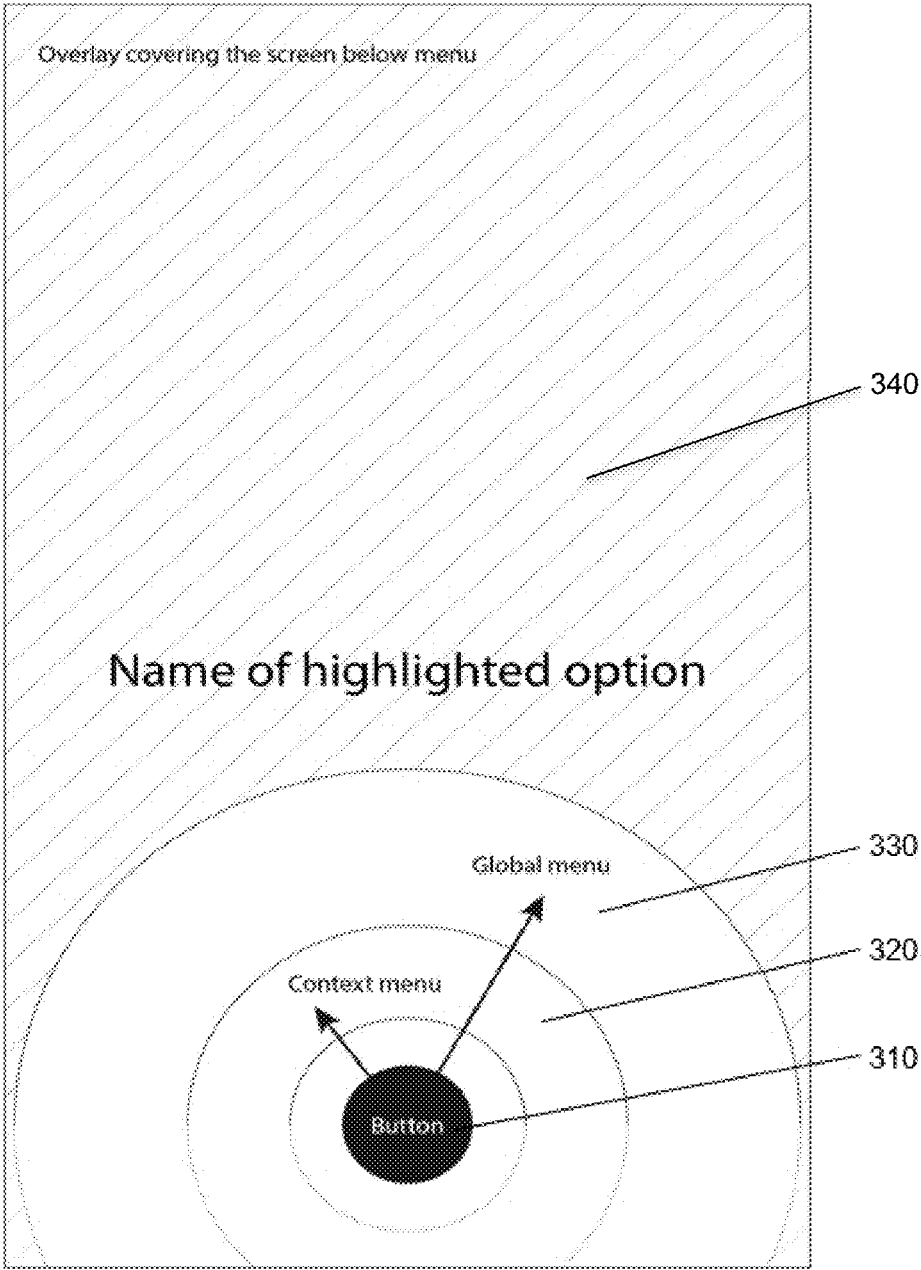 Overlay covering the screen below menu
340
Name of highlighted option
330
Global menu
320
Context menu
310
Button